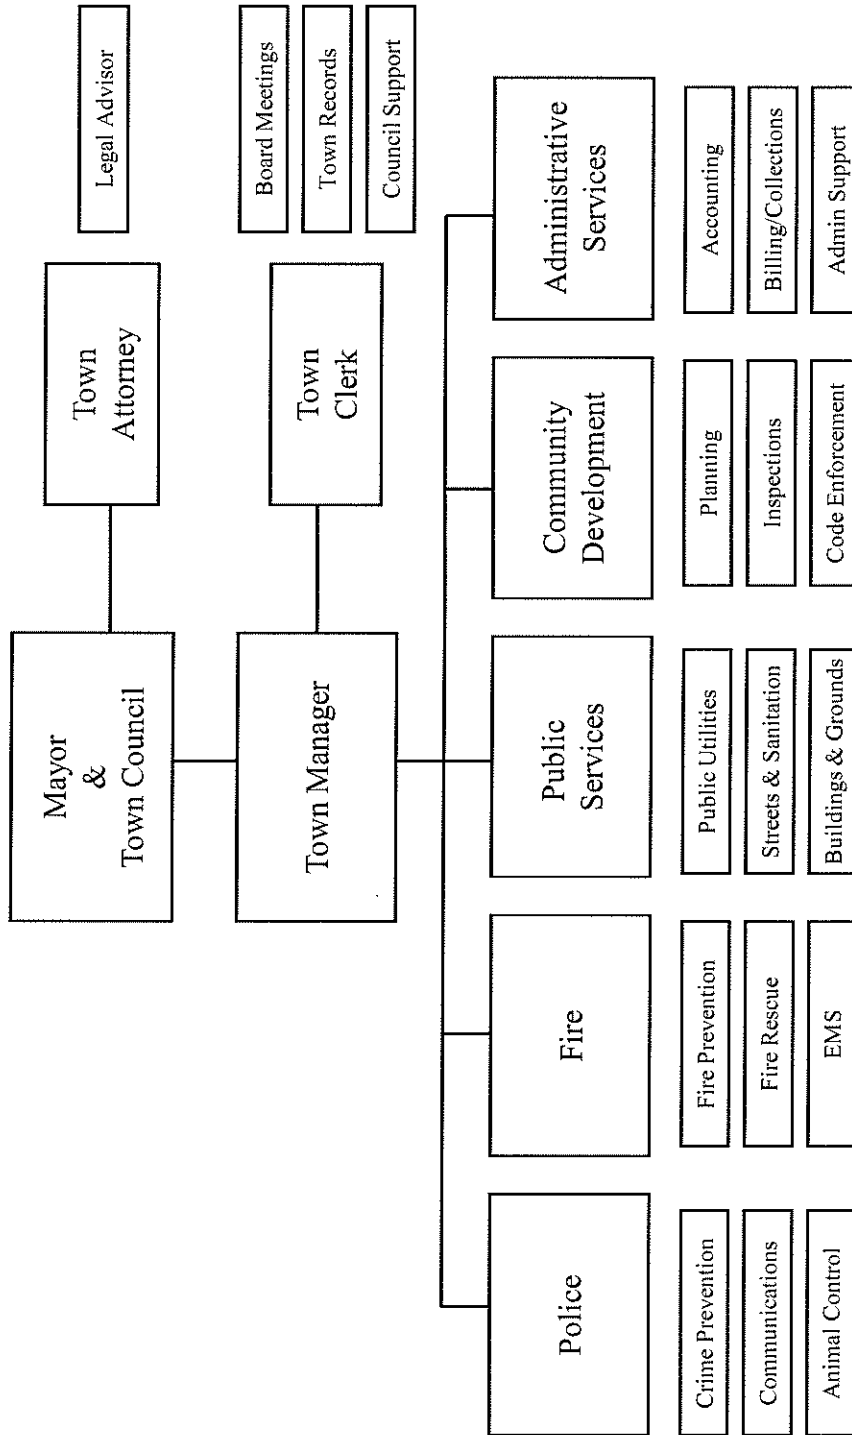 Mayor
&
Town Council
Town
Attorney
Legal Advisor
Town Manager
Town
Clerk
Board Meetings
Town Records
Council Support
Police
Crime Prevention
Communications
Animal Control
Fire
Fire Prevention
Fire Rescue
EMS
Public
Services
Public Utilities
Streets & Sanitation
Buildings & Grounds
Community
Development
Planning
Inspections
Code Enforcement
Administrative
Services
Accounting
Billing/Collections
Admin Support